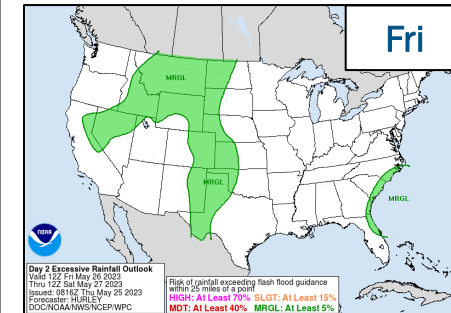 Fri
MRGL
MRGL
MRGL
NOAA
Day 2 Excessive Rainfall Outlook
Valid 12Z Fri May 26 2023
Thru 12Z Sat May 27 2023
Issued: 0816Z Thu May 25 2023
Forecaster: HURLEY
DOC/NOAA/NWS/NCEP/WPC
Risk of rainfall exceeding flash flood guidance
within 25 miles of a point
HIGH: At Least 70% SLGT: At Least 15%
MDT: At Least 40% MRGL: At Least 5%